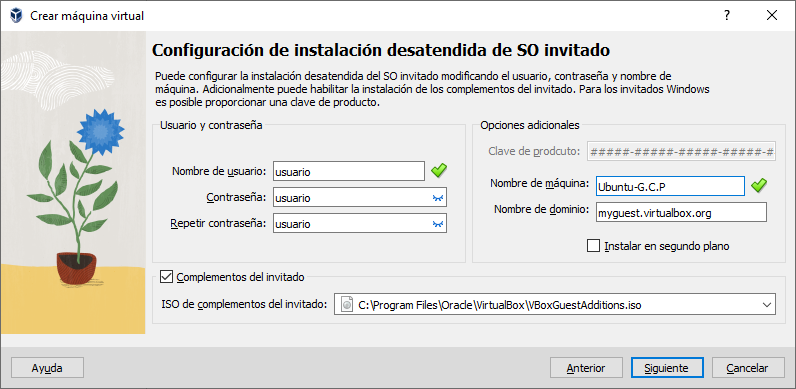 Crear máquina virtual
Configuración de instalación desatendida de SO invitado
Puede configurar la instalación desatendida del SO invitado modificando el usuario, contraseña y nombre de
máquina. Adicionalmente puede habilitar la instalación de los complementos del invitado. Para los invitados Windows
es posible proporcionar una clave de producto.
Usuario y contraseña
Nombre de usuario: usuario
Contraseña: usuario
Repetir contraseña: usuario
Opciones adicionales
Clave de prodcuto: #####-#####-#####-#####-#
Nombre de máquina: Ubuntu-G.C.P
Nombre de dominio: myguest.virtualbox.org
Instalar en segundo plano
Complementos del invitado
ISO de complementos del invitado: C:\Program Files\Oracle\VirtualBox\VBoxGuestAdditions.iso
Ayuda
Anterior
Siguiente
Cancelar